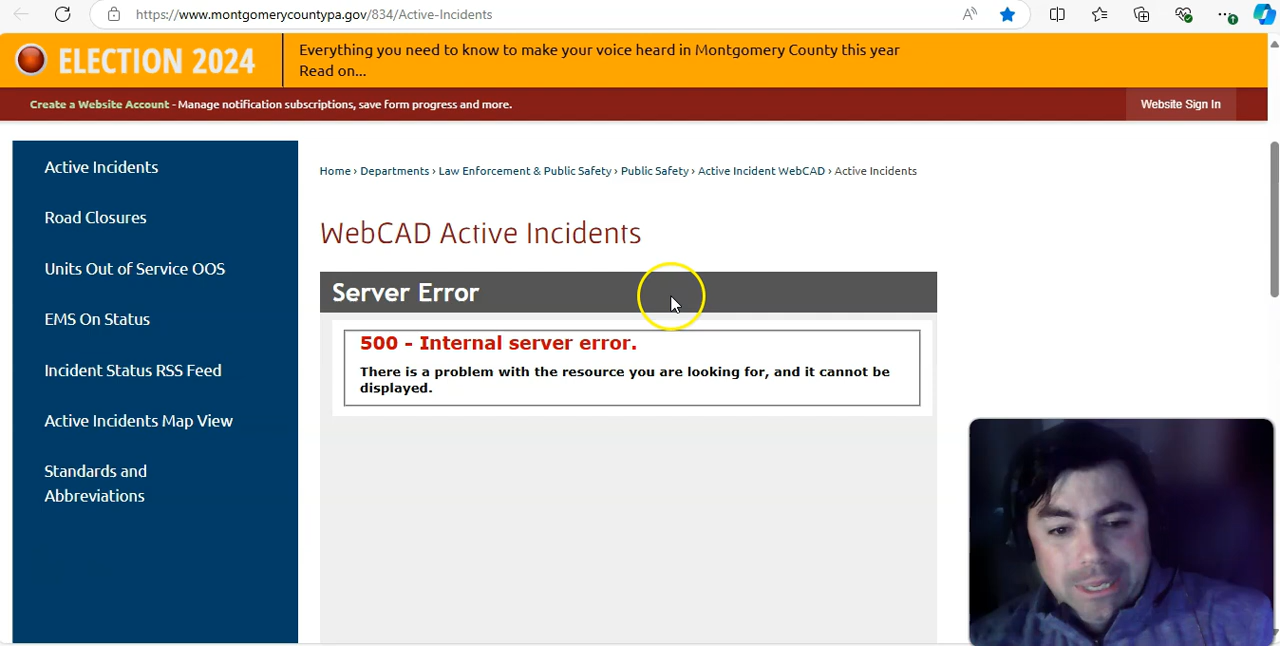 https://www.montgomerycountypa.gov/834/Active-Incidents
ELECTION 2024
Everything you need to know to make your voice heard in Montgomery County this year
Read on...
Create a Website Account - Manage notification subscriptions, save form progress and more.
Website Sign In
Active Incidents
Road Closures
Units Out of Service OOS
EMS On Status
Incident Status RSS Feed
Active Incidents Map View
Standards and
Abbreviations
Home › Departments › Law Enforcement & Public Safety › Public Safety › Active Incident WebCAD › Active Incidents
WebCAD Active Incidents
Server Error
500 - Internal server error.
There is a problem with the resource you are looking for, and it cannot be
displayed.